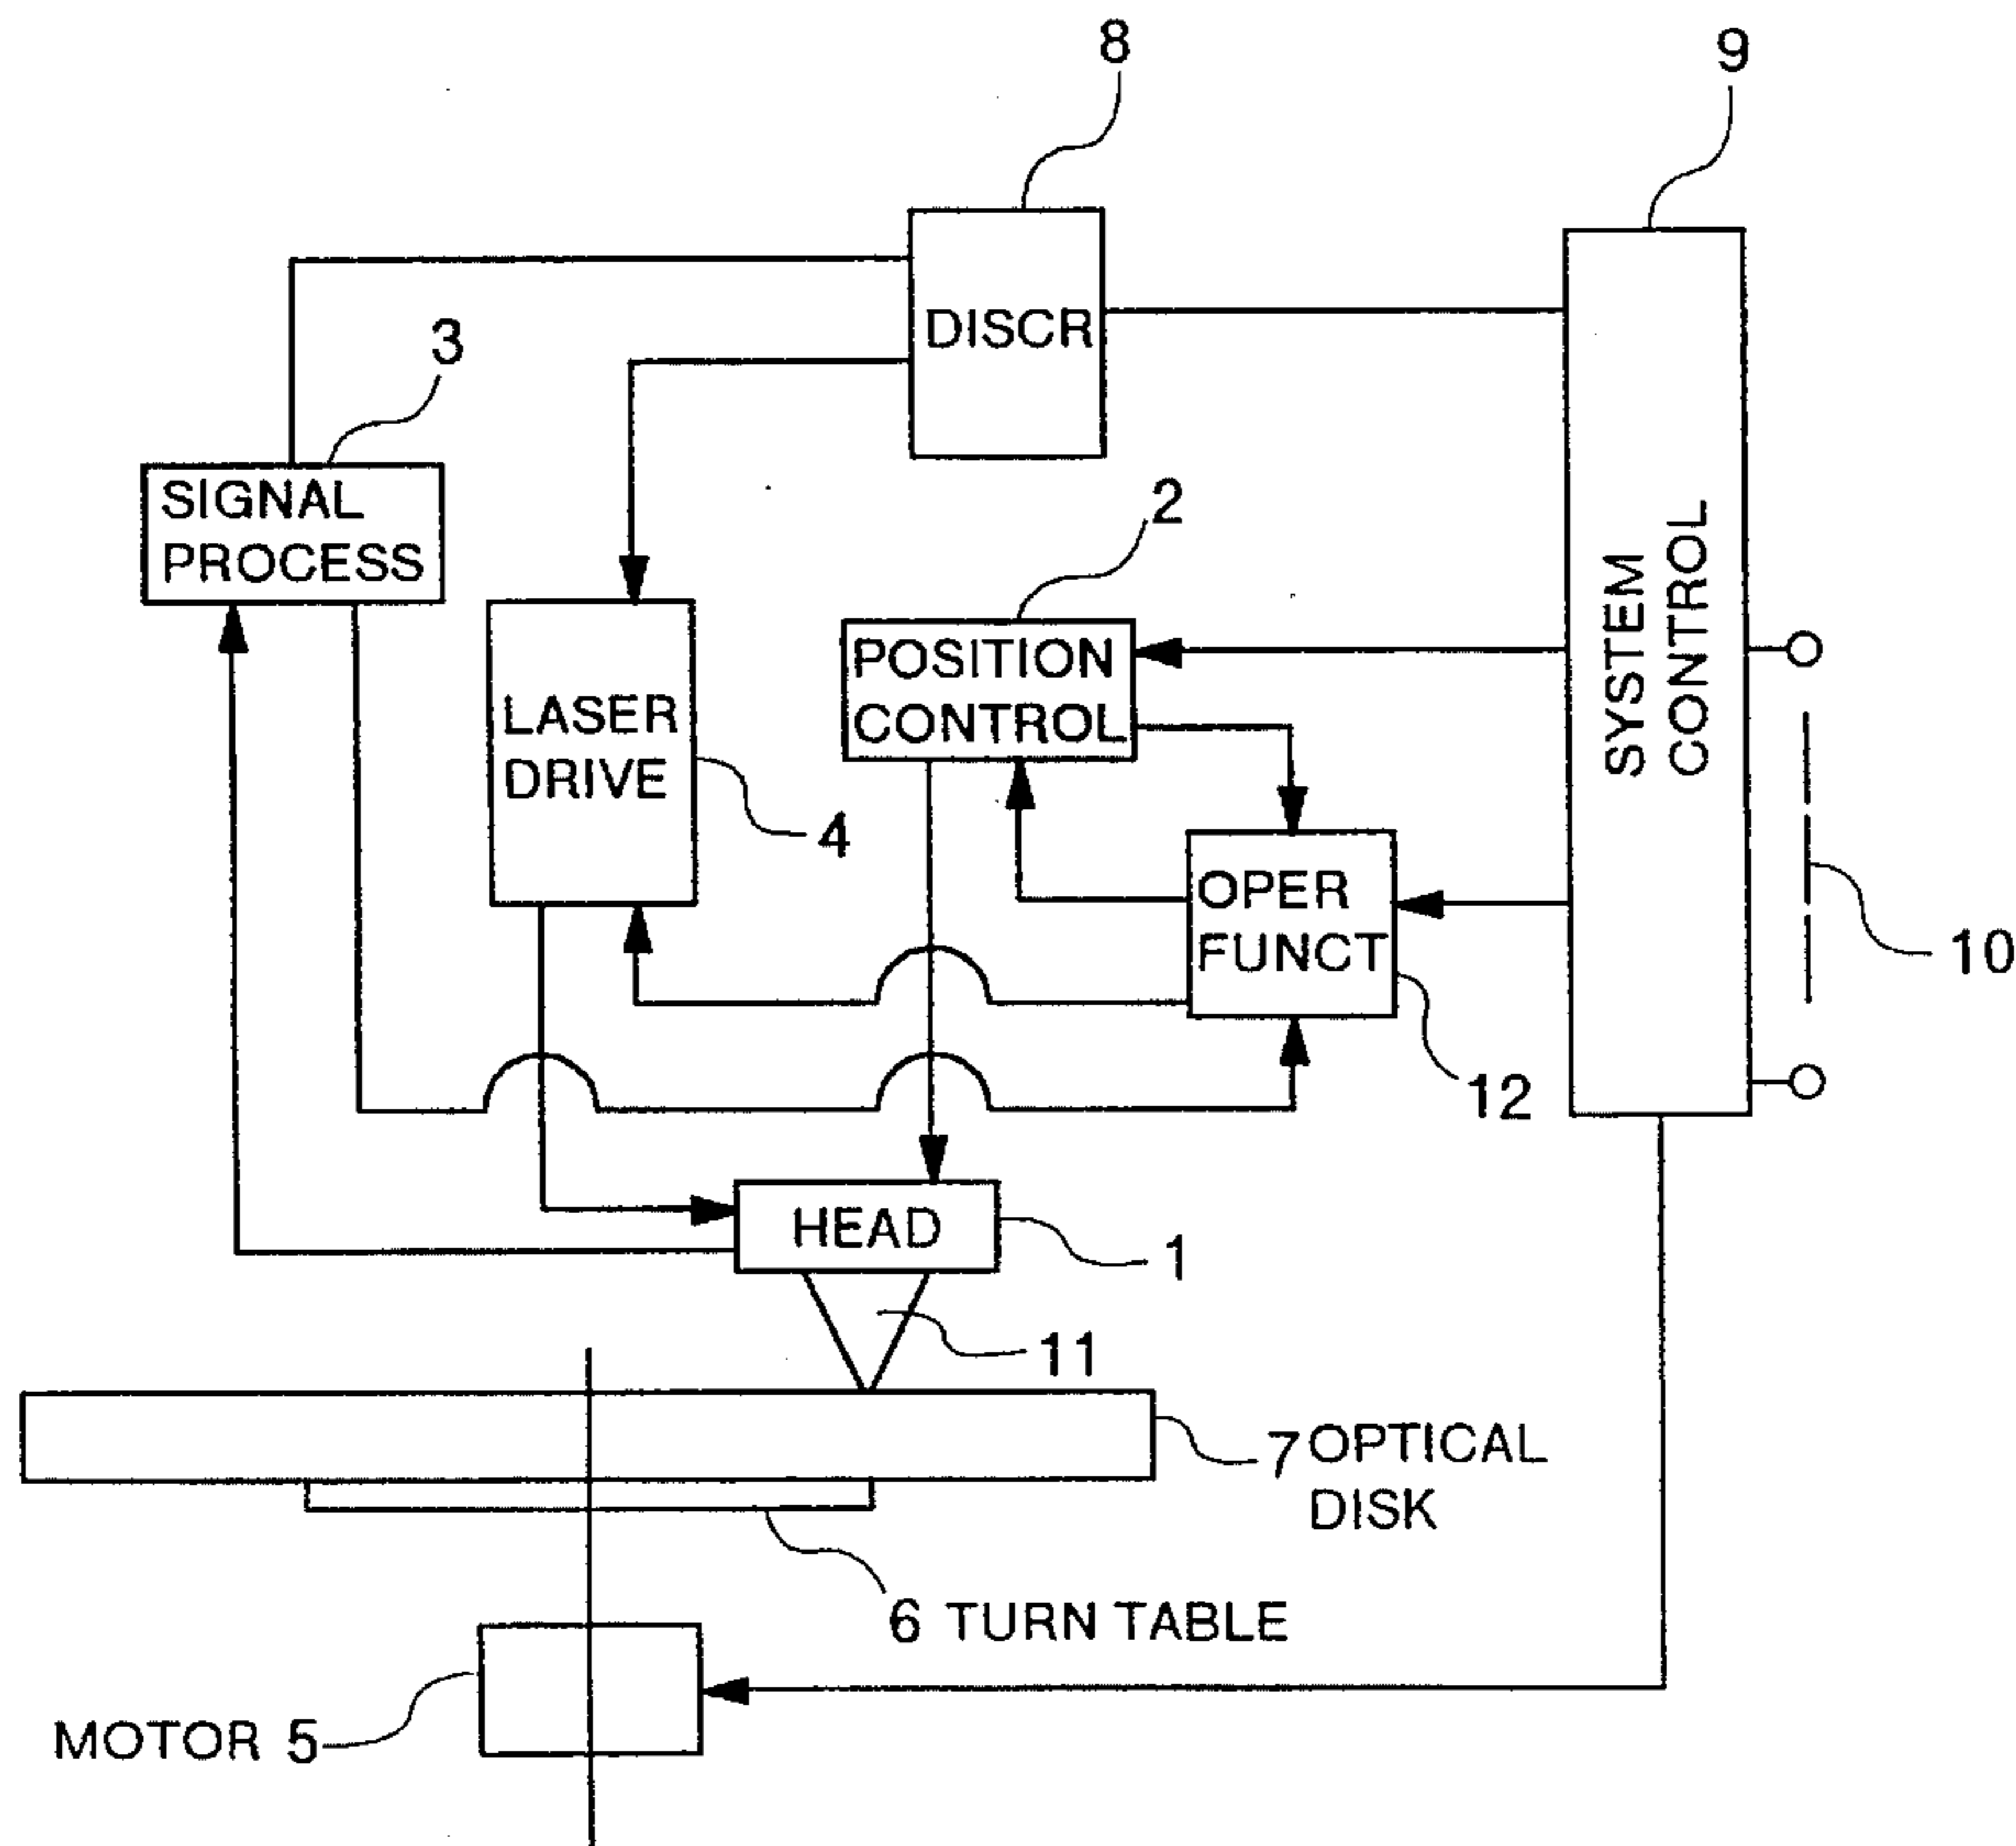 8
9
DISCR
3
SIGNAL
PROCESS
2
POSITION
CONTROL
SYSTEM
CONTROL
LASER
DRIVE
4
OPER
FUNCT
10
12
HEAD
1
11
7 OPTICAL
DISK
6 TURN TABLE
MOTOR 5